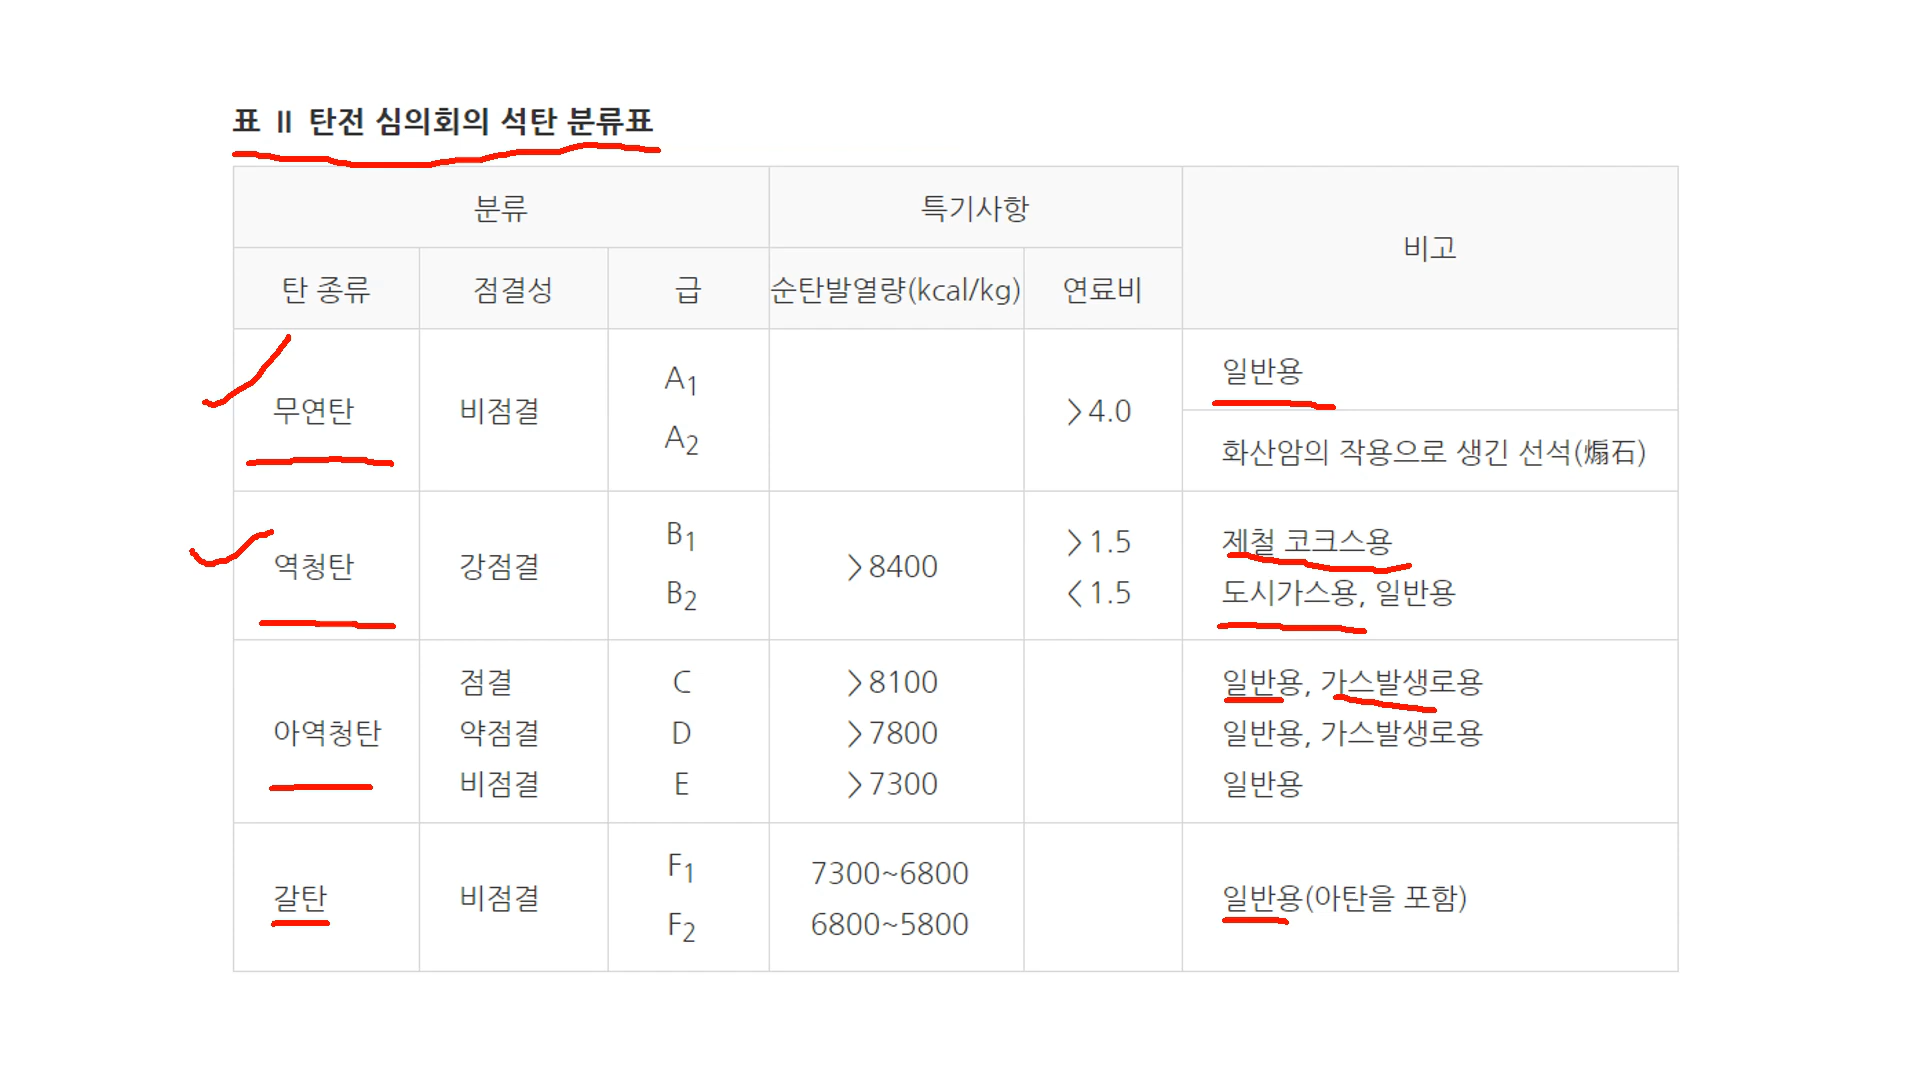 표 Ⅱ 탄전 심의회의 석탄 분류표
분류 특기사항 비고
탄 종류 점결성 급 순탄발열량(kcal/kg) 연료비
무연탄 비점결 A1 >4.0 일반용
A2 화산암의 작용으로 생긴 선석(煽石)
역청탄 강점결 B1 >8400 >1.5 제철 코크스용
B2 <1.5 도시가스용, 일반용
아역청탄 점결 C >8100 일반용, 가스발생로용
약점결 D >7800 일반용, 가스발생로용
비점결 E >7300 일반용
갈탄 비점결 F1 7300~6800 일반용(아탄을 포함)
F2 6800~5800